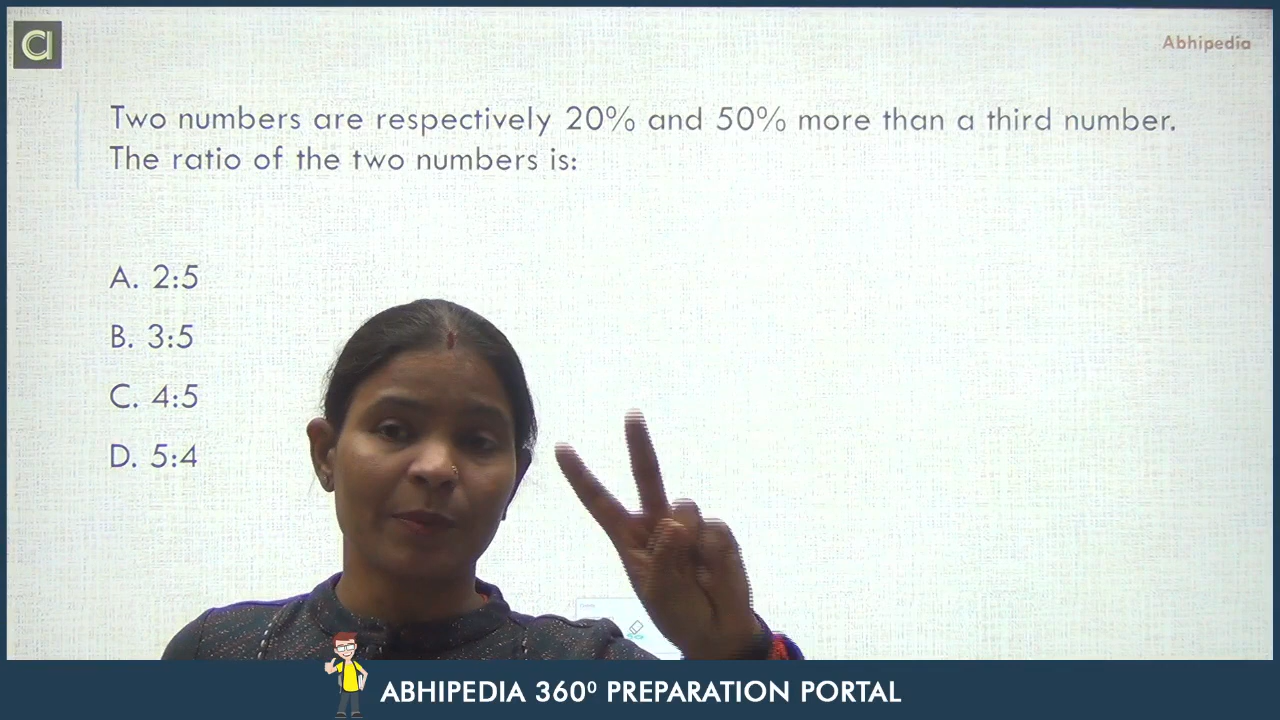 Abhipedia
Two numbers are respectively 20% and 50% more than a third number.
The ratio of the two numbers is:
A. 2:5
B. 3:5
C. 4:5
D. 5:4
ABHIPEDIA 360⁰ PREPARATION PORTAL